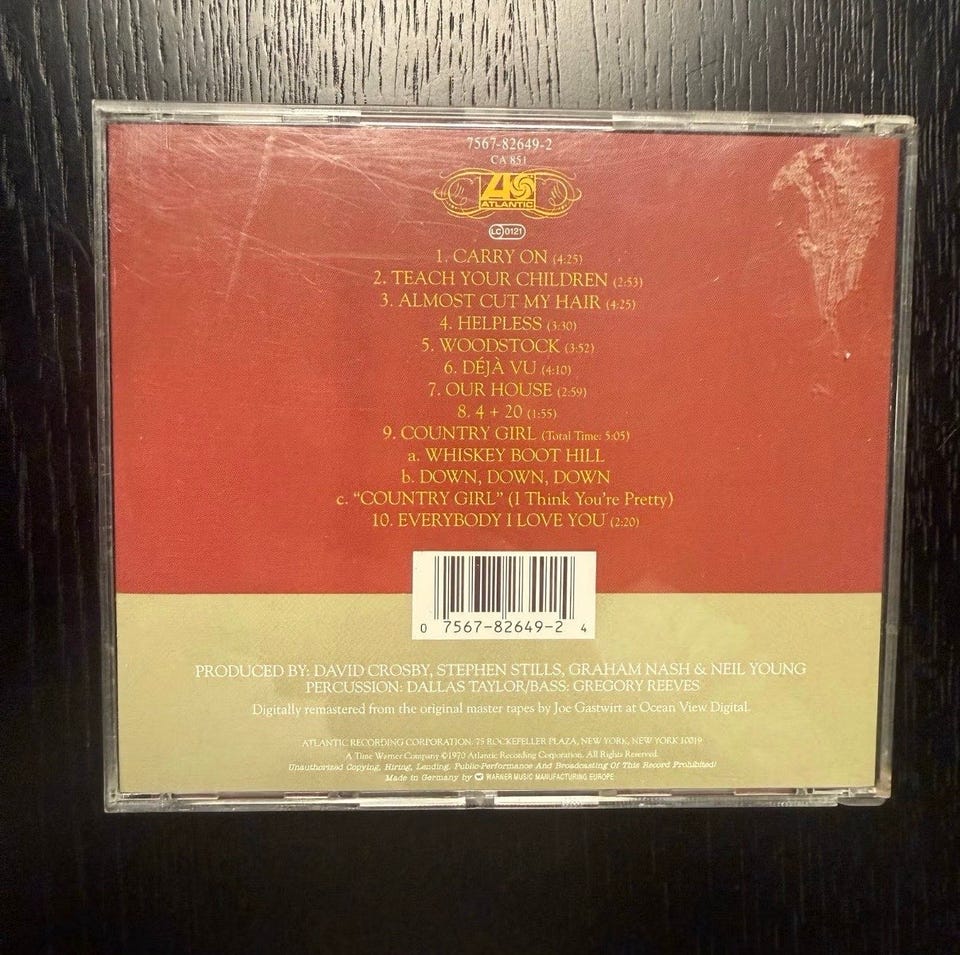 7567-82649-2
CA 851
ATLANTIC
LC 0121
1. CARRY ON (4:25)
2. TEACH YOUR CHILDREN (2:53)
3. ALMOST CUT MY HAIR (4:25)
4. HELPLESS (3:30)
5. WOODSTOCK (3:52)
6. DÉJÀ VU (4:10)
7. OUR HOUSE (2:59)
8. 4 + 20 (1:55)
9. COUNTRY GIRL (Total Time: 5:05)
a. WHISKEY BOOT HILL
b. DOWN, DOWN, DOWN
c. "COUNTRY GIRL" (I Think You're Pretty)
10. EVERYBODY I LOVE YOU (2:20)
0 7567-82649-2 4
PRODUCED BY: DAVID CROSBY, STEPHEN STILLS, GRAHAM NASH & NEIL YOUNG
PERCUSSION: DALLAS TAYLOR/BASS: GREGORY REEVES
Digitally remastered from the original master tapes by Joe Gastwirt at Ocean View Digital.
ATLANTIC RECORDING CORPORATION, 75 ROCKEFELLER PLAZA, NEW YORK, NEW YORK 10019
A Time Warner Company ©1970 Atlantic Recording Corporation. All Rights Reserved.
Unauthorized Copying, Hiring, Lending, Public-Performance And Broadcasting Of This Record Prohibited!
Made in Germany by WARNER MUSIC MANUFACTURING EUROPE